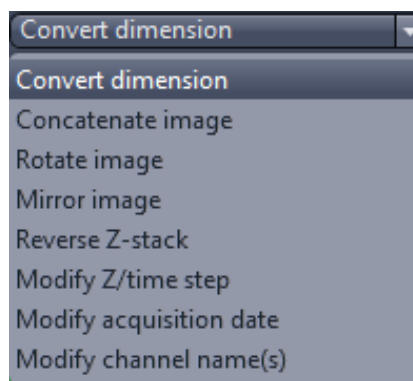 Convert dimension
Convert dimension
Concatenate image
Rotate image
Mirror image
Reverse Z-stack
Modify Z/time step
Modify acquisition date
Modify channel name(s)